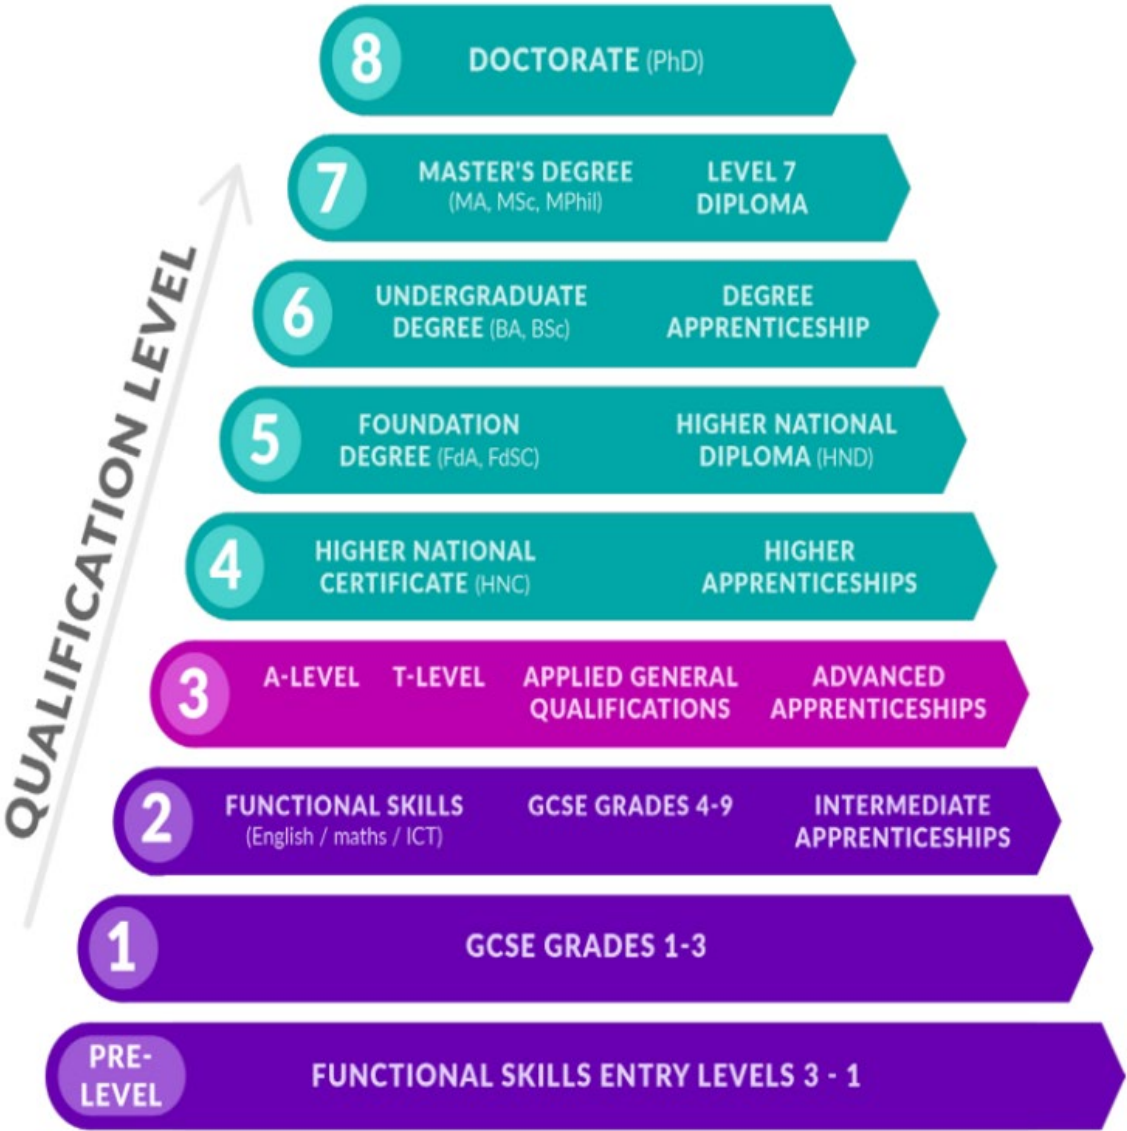 8
DOCTORATE (PhD)
7
MASTER'S DEGREE
(MA, MSc, MPhil)
LEVEL 7
DIPLOMA
6
UNDERGRADUATE
DEGREE (BA, BSc)
DEGREE
APPRENTICESHIP
5
FOUNDATION
DEGREE (FdA, FdSC)
HIGHER NATIONAL
DIPLOMA (HND)
4
HIGHER NATIONAL
CERTIFICATE (HNC)
HIGHER
APPRENTICESHIPS
3
A-LEVEL
T-LEVEL
APPLIED GENERAL
QUALIFICATIONS
ADVANCED
APPRENTICESHIPS
2
FUNCTIONAL SKILLS
(English / maths / ICT)
GCSE GRADES 4-9
INTERMEDIATE
APPRENTICESHIPS
1
GCSE GRADES 1-3
PRE-
LEVEL
FUNCTIONAL SKILLS ENTRY LEVELS 3 - 1
QUALIFICATION LEVEL